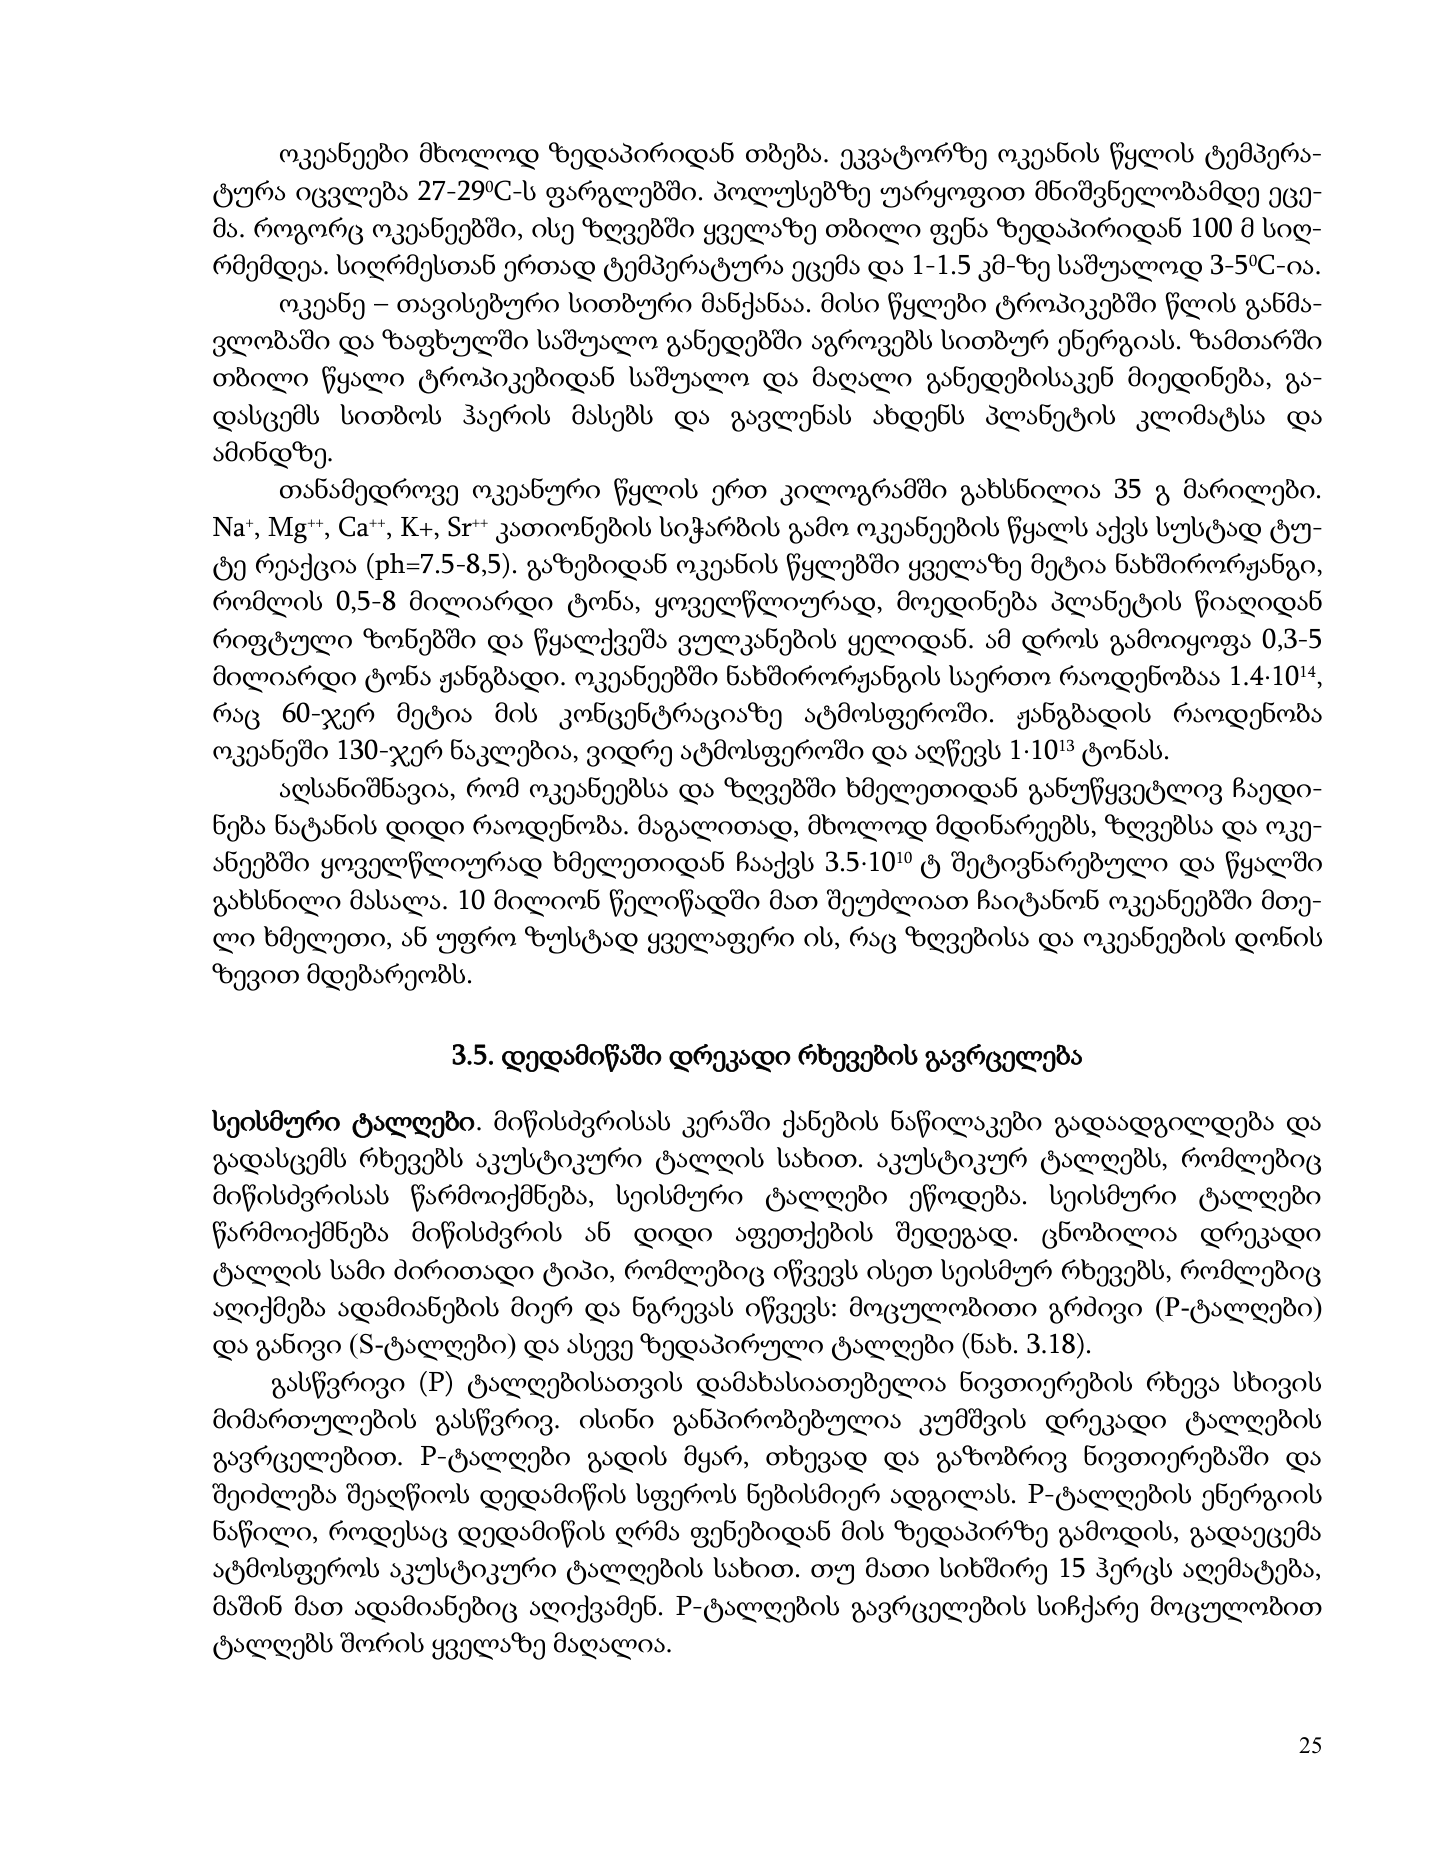 ოკეანეები მხოლოდ ზედაპირიდან თბება. ეკვატორზე ოკეანის წყლის ტემპერა-
ტურა იცვლება 27-29⁰C-ს ფარგლებში. პოლუსებზე უარყოფით მნიშვნელობამდე ეცე-
მა. როგორც ოკეანეებში, ისე ზღვებში ყველაზე თბილი ფენა ზედაპირიდან 100 მ სიღ-
რმემდეა. სიღრმესთან ერთად ტემპერატურა ეცემა და 1-1.5 კმ-ზე საშუალოდ 3-5⁰C-ია.
ოკეანე – თავისებური სითბური მანქანაა. მისი წყლები ტროპიკებში წლის განმა-
ვლობაში და ზაფხულში საშუალო განედებში აგროვებს სითბურ ენერგიას. ზამთარში
თბილი წყალი ტროპიკებიდან საშუალო და მაღალი განედებისაკენ მიედინება, გა-
დასცემს სითბოს ჰაერის მასებს და გავლენას ახდენს პლანეტის კლიმატსა და
ამინდზე.
თანამედროვე ოკეანური წყლის ერთ კილოგრამში გახსნილია 35 გ მარილები.
Na⁺, Mg⁺⁺, Ca⁺⁺, K+, Sr⁺⁺ კათიონების სიჭარბის გამო ოკეანეების წყალს აქვს სუსტად ტუ-
ტე რეაქცია (ph=7.5-8,5). გაზებიდან ოკეანის წყლებში ყველაზე მეტია ნახშირორჟანგი,
რომლის 0,5-8 მილიარდი ტონა, ყოველწლიურად, მოედინება პლანეტის წიაღიდან
რიფტული ზონებში და წყალქვეშა ვულკანების ყელიდან. ამ დროს გამოიყოფა 0,3-5
მილიარდი ტონა ჟანგბადი. ოკეანეებში ნახშირორჟანგის საერთო რაოდენობაა 1.4·10¹⁴,
რაც 60-ჯერ მეტია მის კონცენტრაციაზე ატმოსფეროში. ჟანგბადის რაოდენობა
ოკეანეში 130-ჯერ ნაკლებია, ვიდრე ატმოსფეროში და აღწევს 1·10¹³ ტონას.
აღსანიშნავია, რომ ოკეანეებსა და ზღვებში ხმელეთიდან განუწყვეტლივ ჩაედი-
ნება ნატანის დიდი რაოდენობა. მაგალითად, მხოლოდ მდინარეებს, ზღვებსა და ოკე-
ანეებში ყოველწლიურად ხმელეთიდან ჩააქვს 3.5·10¹⁰ ტ შეტივნარებული და წყალში
გახსნილი მასალა. 10 მილიონ წელიწადში მათ შეუძლიათ ჩაიტანონ ოკეანეებში მთე-
ლი ხმელეთი, ან უფრო ზუსტად ყველაფერი ის, რაც ზღვებისა და ოკეანეების დონის
ზევით მდებარეობს.
3.5. დედამიწაში დრეკადი რხევების გავრცელება
სეისმური ტალღები. მიწისძვრისას კერაში ქანების ნაწილაკები გადაადგილდება და
გადასცემს რხევებს აკუსტიკური ტალღის სახით. აკუსტიკურ ტალღებს, რომლებიც
მიწისძვრისას წარმოიქმნება, სეისმური ტალღები ეწოდება. სეისმური ტალღები
წარმოიქმნება მიწისძვრის ან დიდი აფეთქების შედეგად. ცნობილია დრეკადი
ტალღის სამი ძირითადი ტიპი, რომლებიც იწვევს ისეთ სეისმურ რხევებს, რომლებიც
აღიქმება ადამიანების მიერ და ნგრევას იწვევს: მოცულობითი გრძივი (P-ტალღები)
და განივი (S-ტალღები) და ასევე ზედაპირული ტალღები (ნახ. 3.18).
გასწვრივი (P) ტალღებისათვის დამახასიათებელია ნივთიერების რხევა სხივის
მიმართულების გასწვრივ. ისინი განპირობებულია კუმშვის დრეკადი ტალღების
გავრცელებით. P-ტალღები გადის მყარ, თხევად და გაზობრივ ნივთიერებაში და
შეიძლება შეაღწიოს დედამიწის სფეროს ნებისმიერ ადგილას. P-ტალღების ენერგიის
ნაწილი, როდესაც დედამიწის ღრმა ფენებიდან მის ზედაპირზე გამოდის, გადაეცემა
ატმოსფეროს აკუსტიკური ტალღების სახით. თუ მათი სიხშირე 15 ჰერცს აღემატება,
მაშინ მათ ადამიანებიც აღიქვამენ. P-ტალღების გავრცელების სიჩქარე მოცულობით
ტალღებს შორის ყველაზე მაღალია.
25